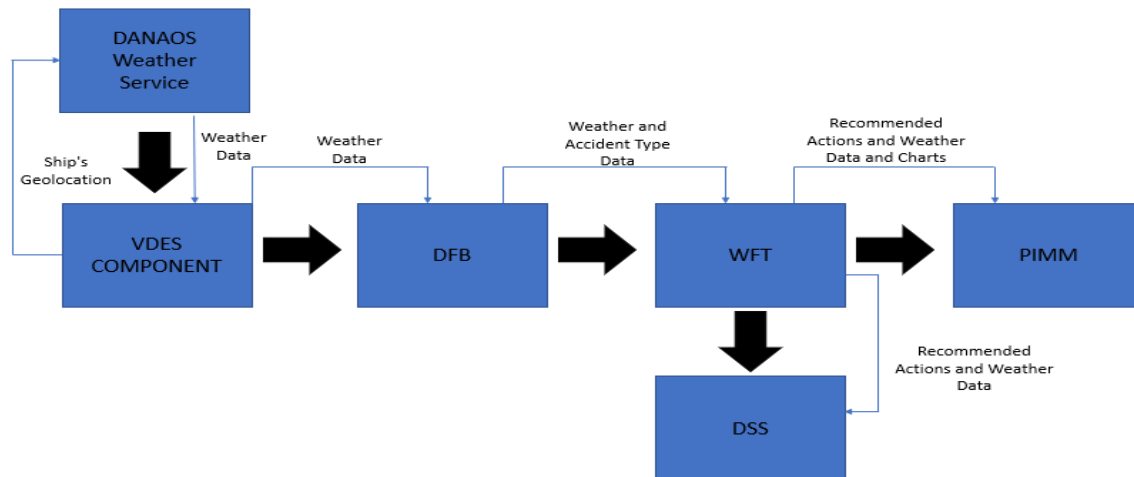 DANAOS
Weather
Service
Ship's
Geolocation
Weather
Data
Weather
Data
Weather and
Accident Type
Data
Recommended
Actions and Weather
Data and Charts
VDES
COMPONENT
DFB
WFT
PIMM
Recommended
Actions and Weather
Data
DSS